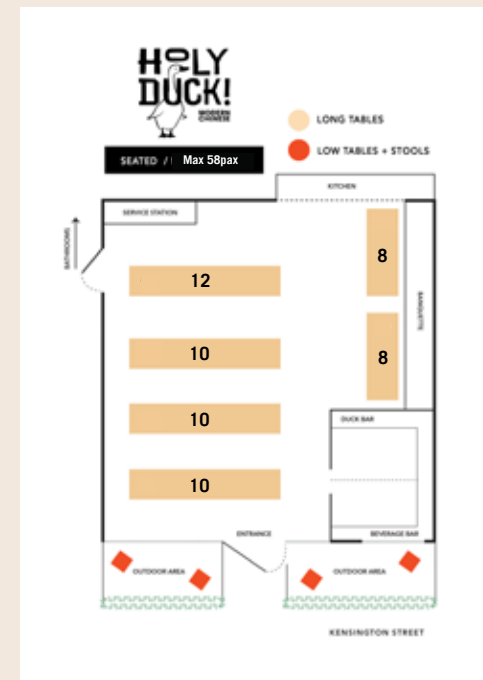 HOLY
DUCK!
MODERN
CHINESE
LONG TABLES
LOW TABLES + STOOLS
SEATED / Max 58pax
KITCHEN
SERVICE STATION
BATHROOMS
8
12
BANQUETTE
10
8
10
DUCK BAR
10
ENTRANCE
BEVERAGE BAR
OUTDOOR AREA
OUTDOOR AREA
KENSINGTON STREET